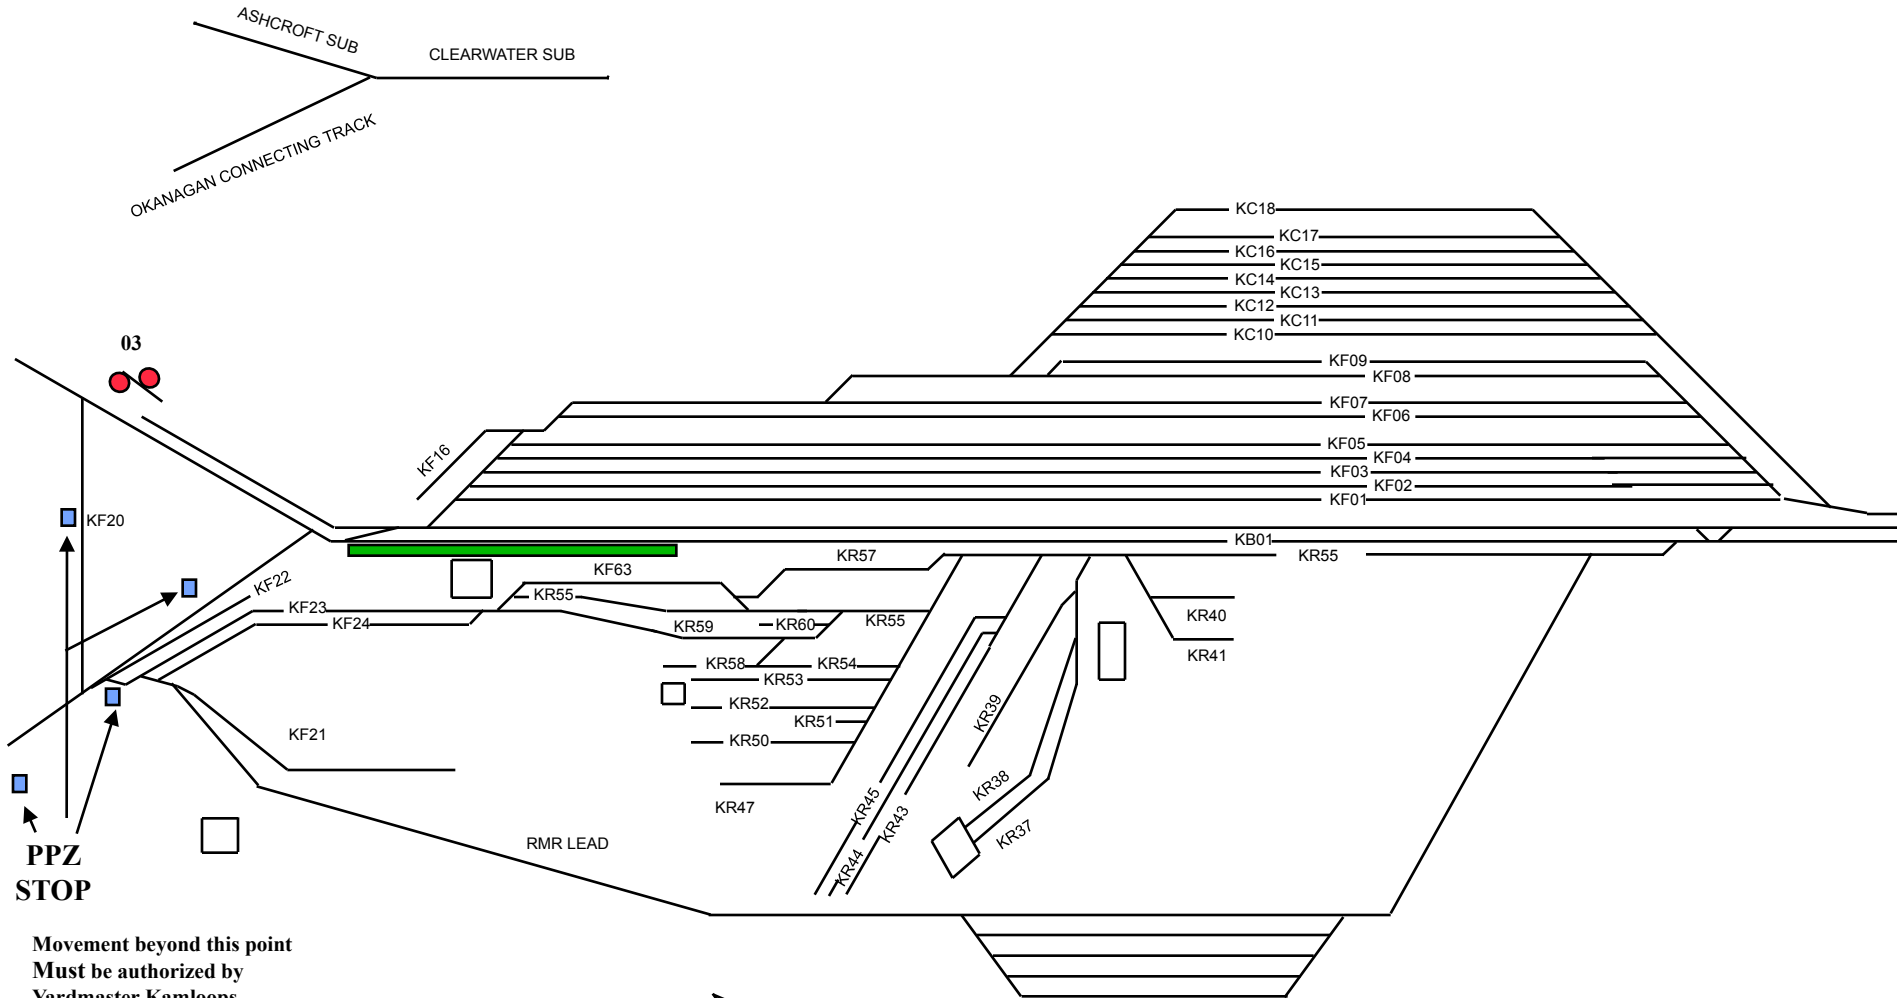 ASHCROFT SUB
CLEARWATER SUB
OKANAGAN CONNECTING TRACK
KC18
KC17
KC16
KC15
KC14
KC13
KC12
KC11
KC10
03
KF09
KF08
KF07
KF06
KF05
KF16
KF04
KF03
KF02
KF01
KF20
KB01
KR57
KR55
KF63
KF22
KR55
KF23
KF24
KR59
KR60
KR55
KR40
KR41
KR58
KR54
KR53
KR52
KR51
KR50
KR39
KF21
KR47
KR45
KR43
KR44
KR38
KR37
RMR LEAD
PPZ
STOP
Movement beyond this point
Must be authorized by
Yardmaster Kamloops